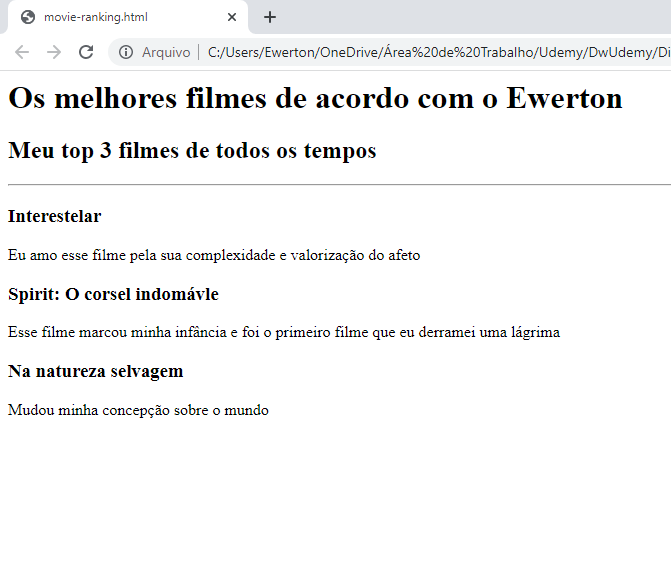 movie-ranking.html
Arquivo C:/Users/Ewerton/OneDrive/Área%20de%20Trabalho/Udemy/DwUdemy/Di
Os melhores filmes de acordo com o Ewerton
Meu top 3 filmes de todos os tempos
Interestelar
Eu amo esse filme pela sua complexidade e valorização do afeto
Spirit: O corsel indomávle
Esse filme marcou minha infância e foi o primeiro filme que eu derramei uma lágrima
Na natureza selvagem
Mudou minha concepção sobre o mundo